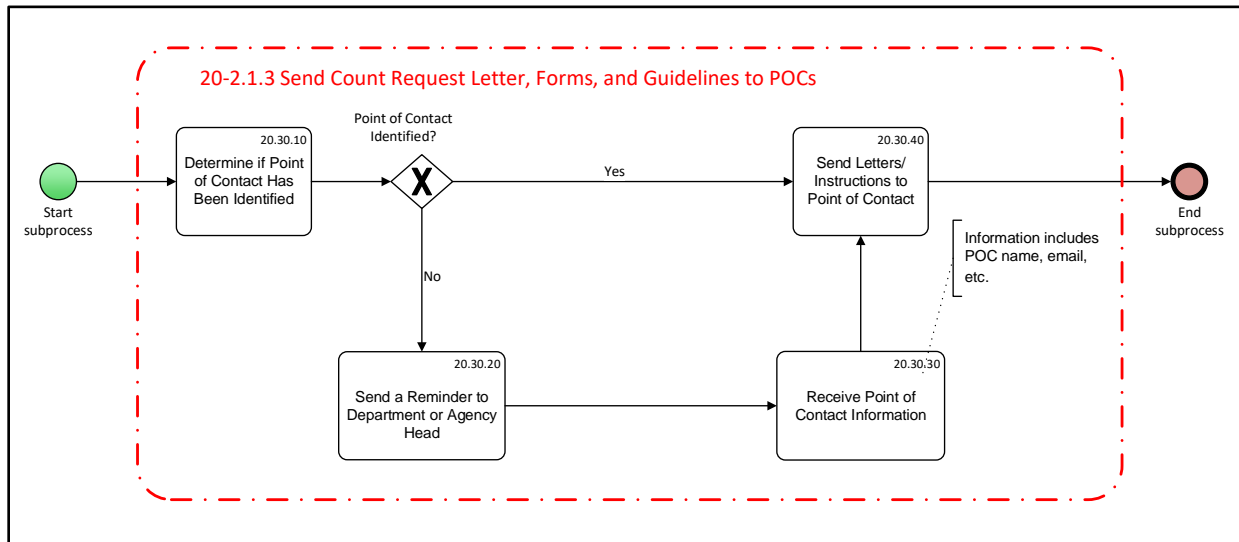 20-2.1.3 Send Count Request Letter, Forms, and Guidelines to POCs
Point of Contact
Identified?
20.30.10
Determine if Point
of Contact Has
Been Identified
X
Yes
20.30.40
Send Letters/
Instructions to
Point of Contact
Start
subprocess
End
subprocess
Information includes
POC name, email,
etc.
No
20.30.20
Send a Reminder to
Department or Agency
Head
20.30.30
Receive Point of
Contact Information